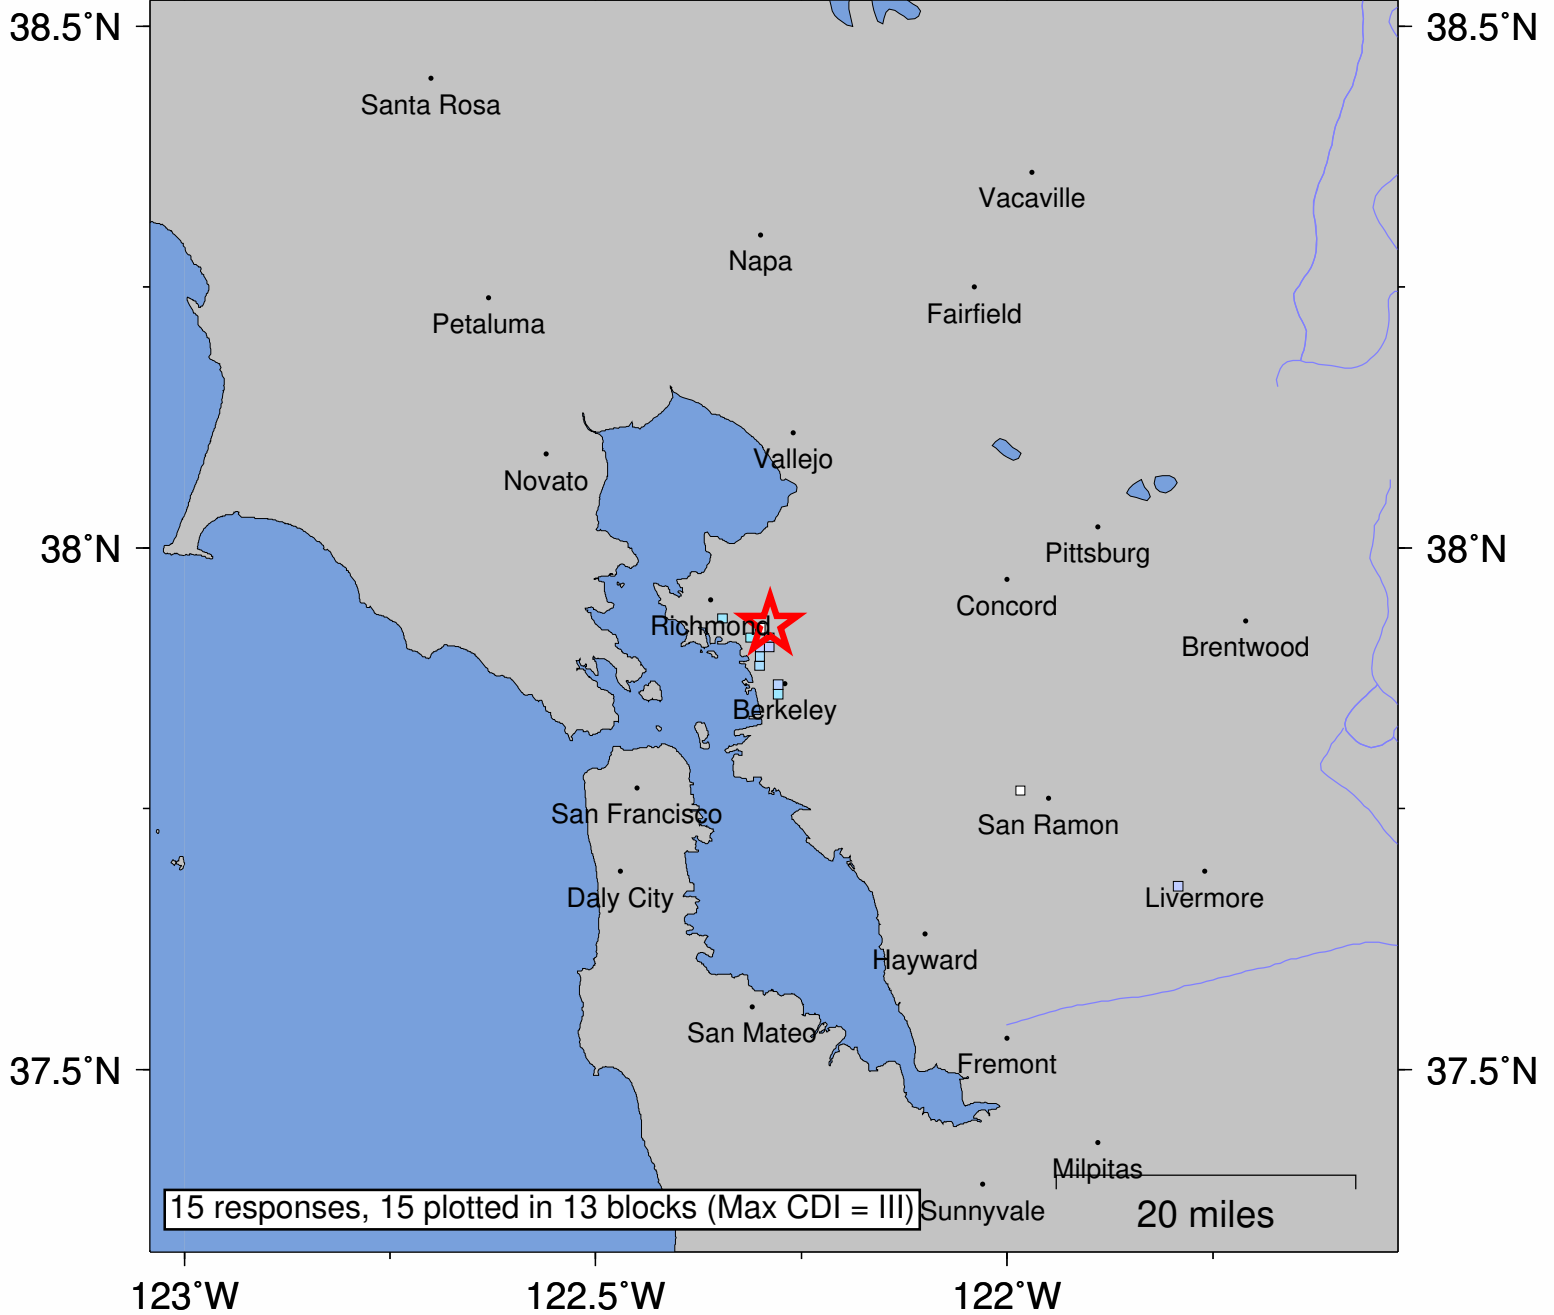 38.5°N
38.5°N
Santa Rosa
Vacaville
Napa
Fairfield
Petaluma
Vallejo
Novato
38°N
38°N
Pittsburg
Concord
Richmond
Brentwood
Berkeley
San Francisco
San Ramon
Daly City
Livermore
Hayward
San Mateo
Fremont
37.5°N
37.5°N
Milpitas
15 responses, 15 plotted in 13 blocks (Max CDI = III)
Sunnyvale
20 miles
123°W
122.5°W
122°W